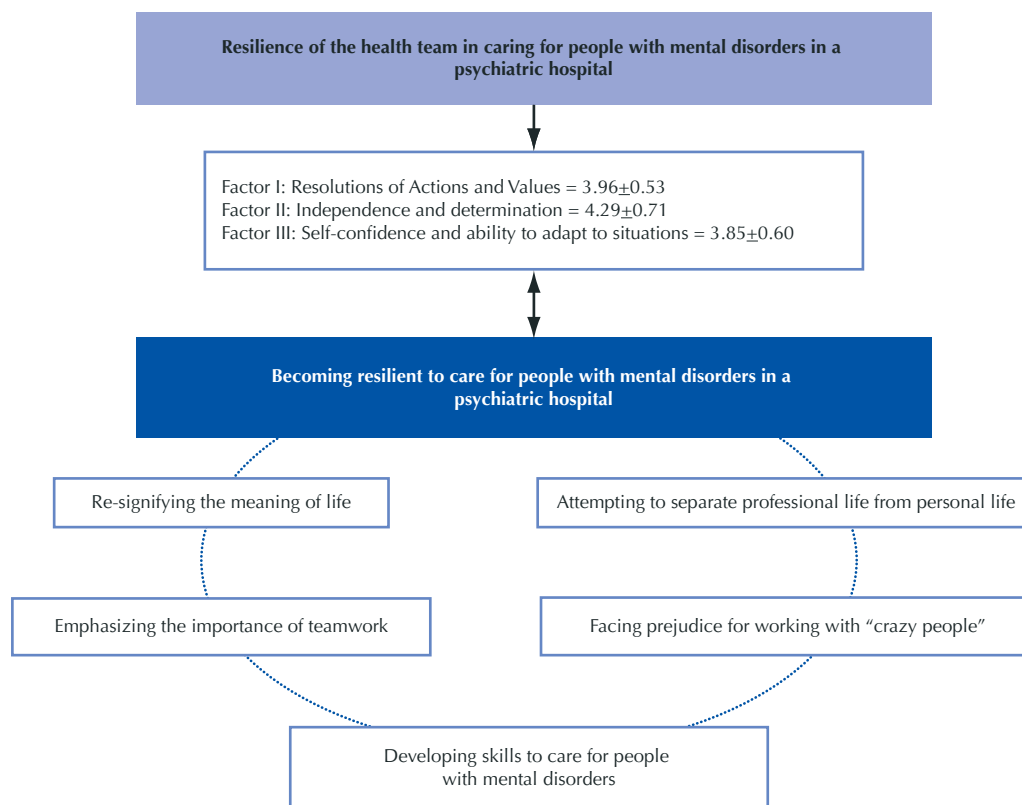 Resilience of the health team in caring for people with mental disorders in a
psychiatric hospital
Factor I: Resolutions of Actions and Values = 3.96±0.53
Factor II: Independence and determination = 4.29±0.71
Factor III: Self-confidence and ability to adapt to situations = 3.85±0.60
Becoming resilient to care for people with mental disorders in a
psychiatric hospital
Re-signifying the meaning of life
Attempting to separate professional life from personal life
Emphasizing the importance of teamwork
Facing prejudice for working with “crazy people”
Developing skills to care for people
with mental disorders